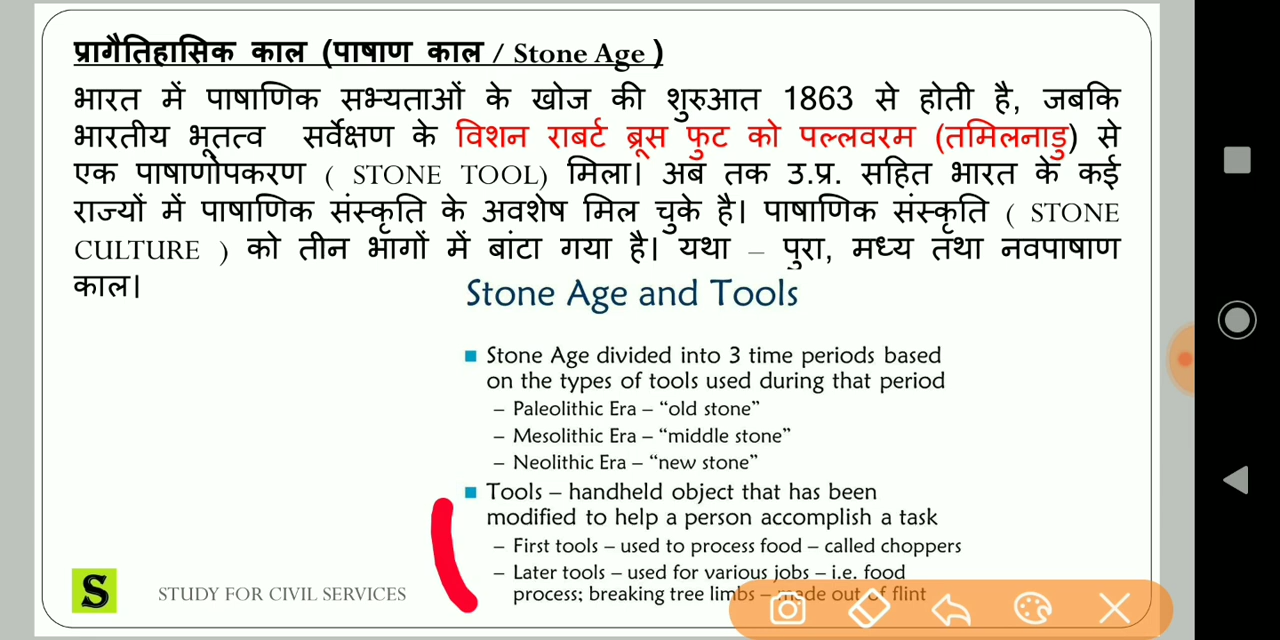 प्रागैतिहासिक काल (पाषाण काल / Stone Age )
भारत में पाषाणिक सभ्यताओं के खोज की शुरुआत 1863 से होती है, जबकि
भारतीय भूतत्व सर्वेक्षण के विशन राबर्ट ब्रूस फुट को पल्लवरम (तमिलनाडु) से
एक पाषाणोपकरण ( STONE TOOL) मिला। अब तक उ.प्र. सहित भारत के कई
राज्यों में पाषाणिक संस्कृति के अवशेष मिल चुके है। पाषाणिक संस्कृति ( STONE
CULTURE ) को तीन भागों में बांटा गया है। यथा – पुरा, मध्य तथा नवपाषाण
काल।
Stone Age and Tools
Stone Age divided into 3 time periods based
on the types of tools used during that period
– Paleolithic Era – “old stone”
– Mesolithic Era – “middle stone”
– Neolithic Era – “new stone”
Tools – handheld object that has been
modified to help a person accomplish a task
– First tools – used to process food – called choppers
– Later tools – used for various jobs – i.e. food
process; breaking tree limbs – made out of flint
S STUDY FOR CIVIL SERVICES